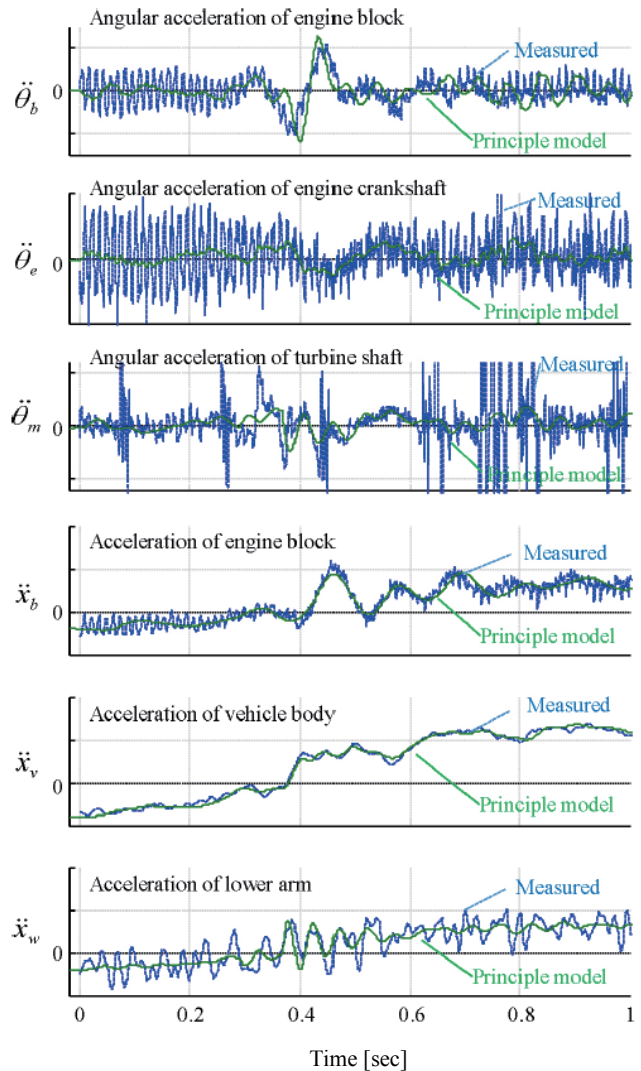 Angular acceleration of engine block
Measured
θ̈b
0
Principle model
Angular acceleration of engine crankshaft
Measured
θ̈e
0
Principle model
Angular acceleration of turbine shaft
Measured
θ̈m
0
Principle model
Acceleration of engine block
Measured
ẍb
0
Principle model
Acceleration of vehicle body
Measured
ẍv
0
Principle model
Acceleration of lower arm
Measured
ẍw
0
Principle model
0 0.2 0.4 0.6 0.8 1
Time [sec]